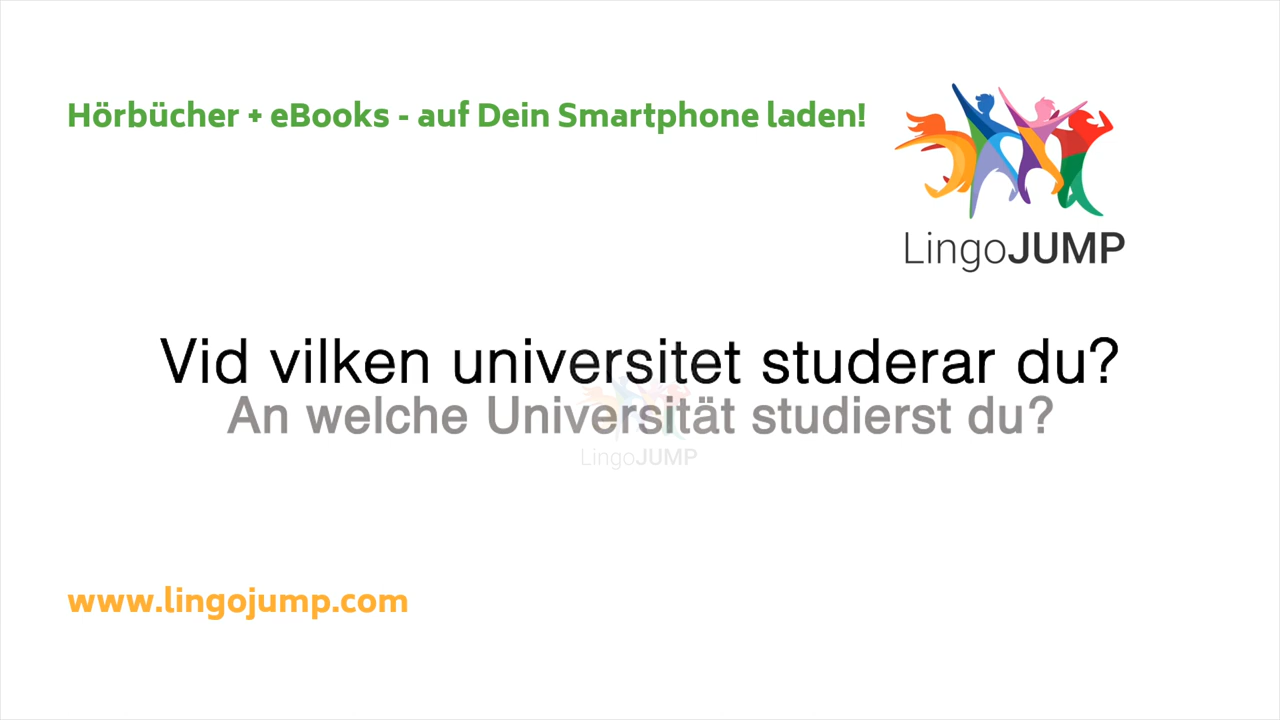 Hörbücher + eBooks - auf Dein Smartphone laden!
LingoJUMP
Vid vilken universitet studerar du?
An welche Universität studierst du?
LingoJUMP
www.lingojump.com